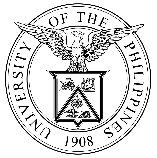 UNIVERSITY OF THE PHILIPPINES
1908